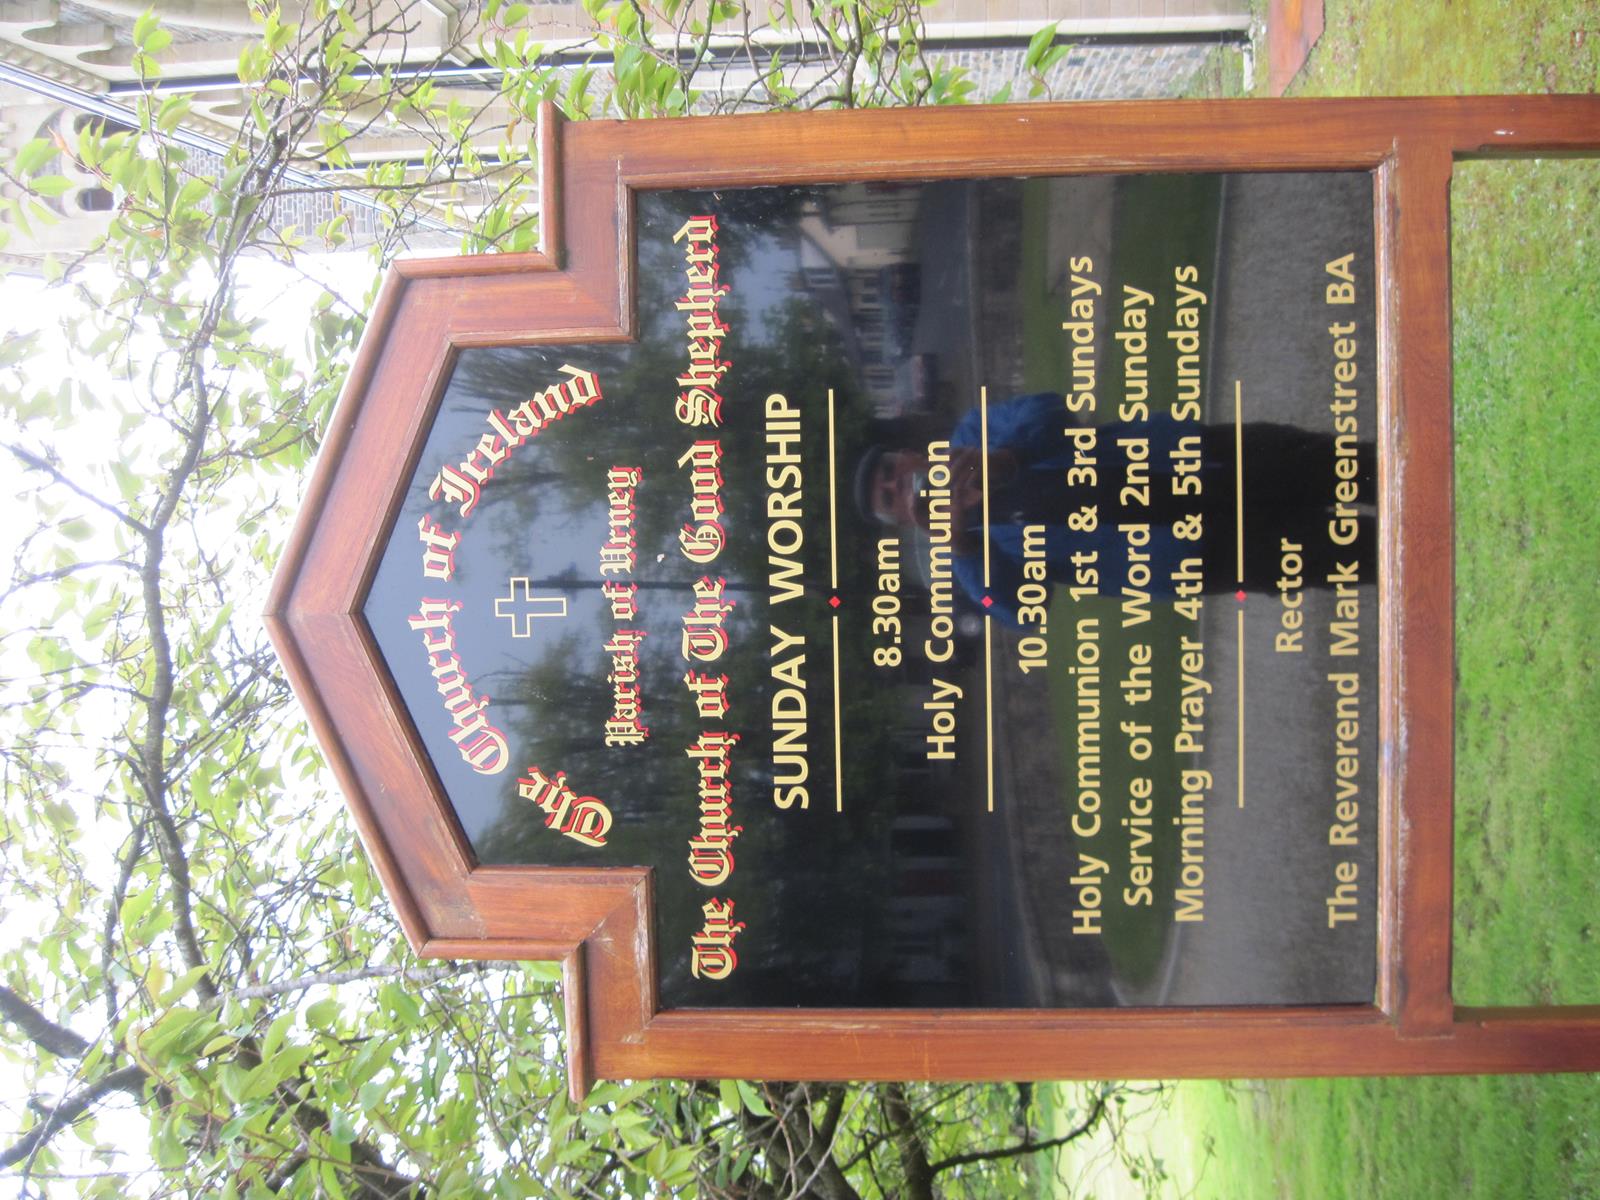 The Church of Ireland
Parish of Urney
The Church of The Good Shepherd
SUNDAY WORSHIP
8.30am
Holy Communion
10.30am
Holy Communion 1st & 3rd Sundays
Service of the Word 2nd Sunday
Morning Prayer 4th & 5th Sundays
Rector
The Reverend Mark Greenstreet BA